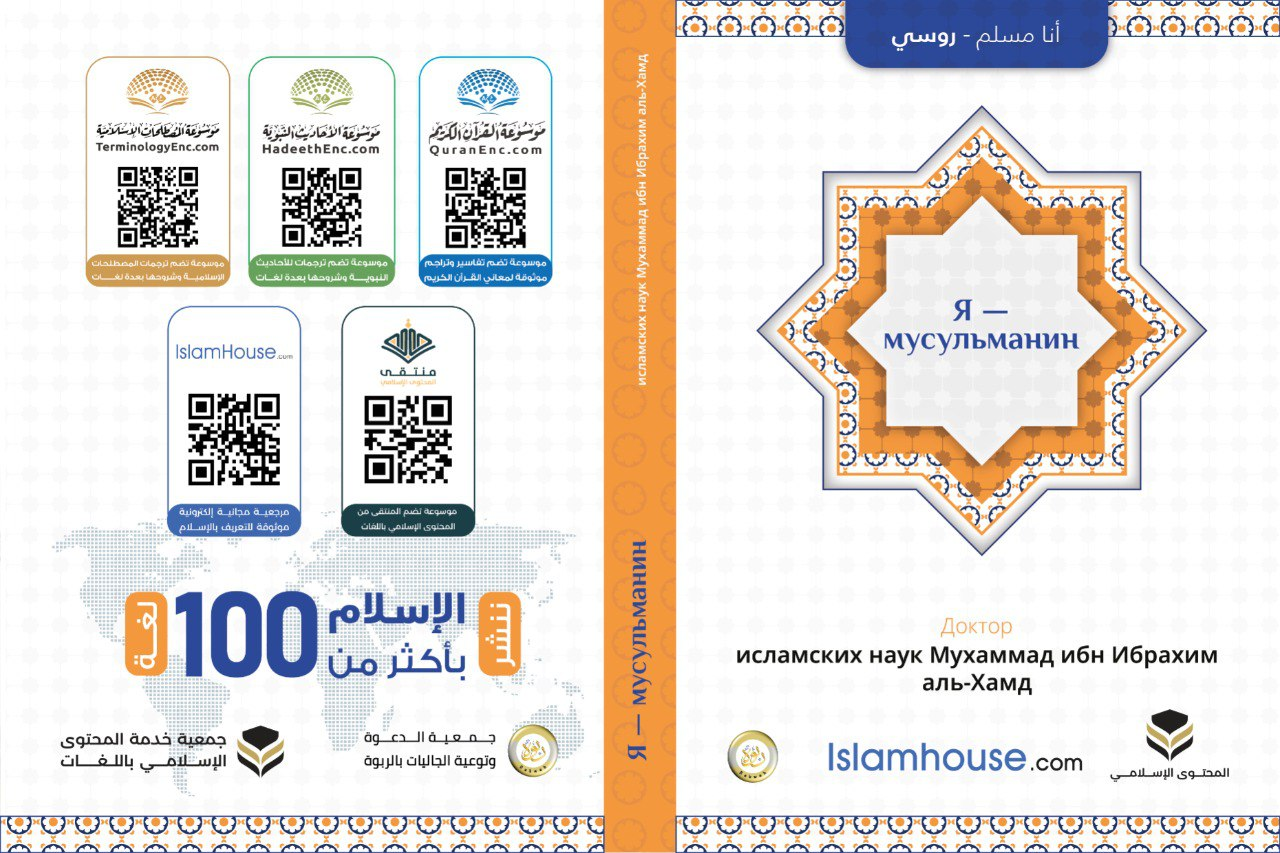 موسوعة المصطلحات الإسلامية
TerminologyEnc.com
موسوعة تضم ترجمات المصطلحات
الإسلامية وشروحها بعدة لغات
موسوعة الأحاديث النبوية
HadeethEnc.com
موسوعة تضم ترجمات للأحاديث
النبوية وشروحها بعدة لغات
موسوعة القرآن الكريم
QuranEnc.com
موسوعة تضم تفاسير وتراجم
موثوقة لمعاني القرآن الكريم
IslamHouse.com
مرجعية مجانية إلكترونية
موثوقة للتعريف بالإسلام
منتقى
المحتوى الإسلامي
موسوعة تضم المنتقى من
المحتوى الإسلامي باللغات
ننشر
الإسلام
بأكثر من
100
لغة
جمعية خدمة المحتوى
الإسلامي باللغات
جمعية الدعوة
وتوعية الجاليات بالربوة
исламских наук Мухаммад ибн Ибрахим аль-Хамд
Я — мусульманин
أنا مسلم - روسي
Я —
мусульманин
Доктор
исламских наук Мухаммад ибн Ибрахим
аль-Хамд
Islamhouse.com
المحتوى الإسلامي